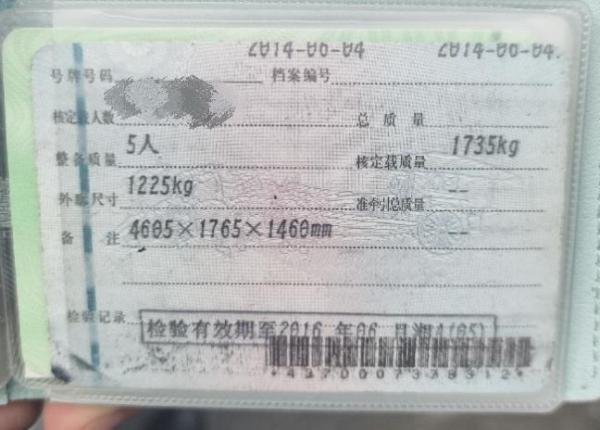 2014-06-04 2014-06-04
号牌号码 档案编号
核定载人数 总质量
5人 1735kg
整备质量 核定载质量
1225kg --
外廓尺寸 准牵引总质量
4605×1765×1460mm --
备注
检验记录
检验有效期至2016年06月湖A(05)
*4370007378312*